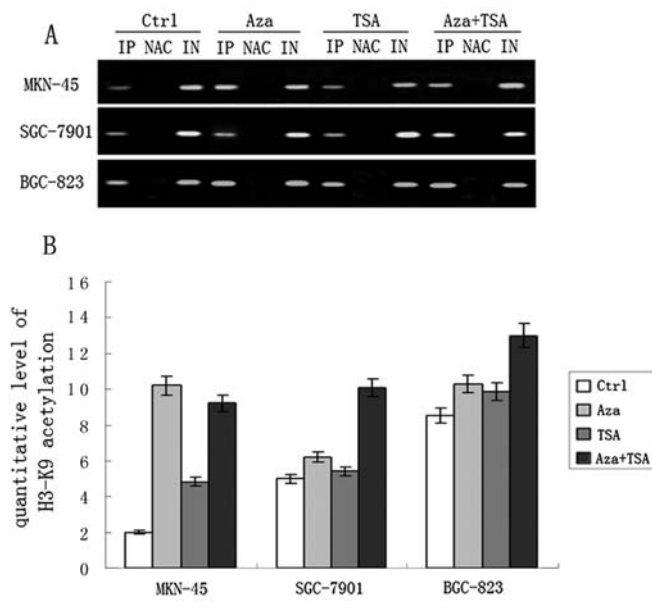 A
Ctrl Aza TSA Aza+TSA
IP NAC IN IP NAC IN IP NAC IN IP NAC IN
MKN-45
SGC-7901
BGC-823
B
quantitative level of
H3-K9 acetylation
16
14
12
10
8
6
4
2
0
MKN-45 SGC-7901 BGC-823
Ctrl
Aza
TSA
Aza+TSA